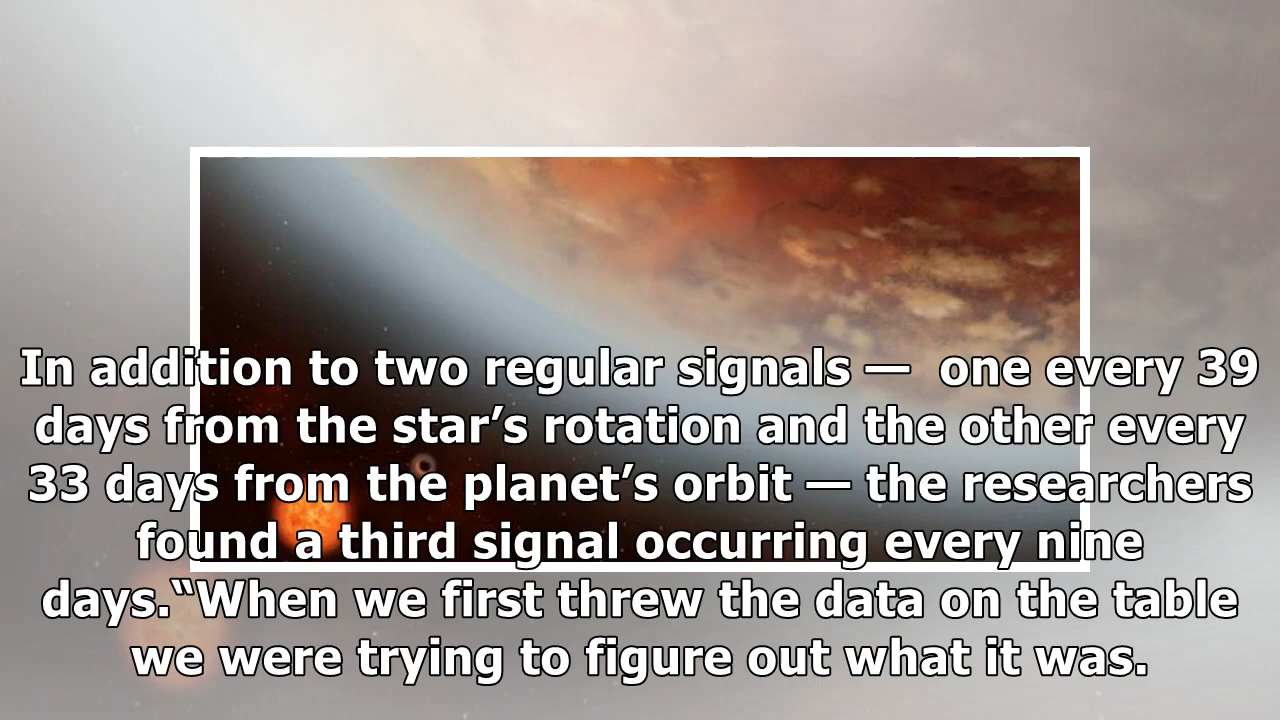 In addition to two regular signals —  one every 39
days from the star’s rotation and the other every
33 days from the planet’s orbit — the researchers
found a third signal occurring every nine
days.“When we first threw the data on the table
we were trying to figure out what it was.